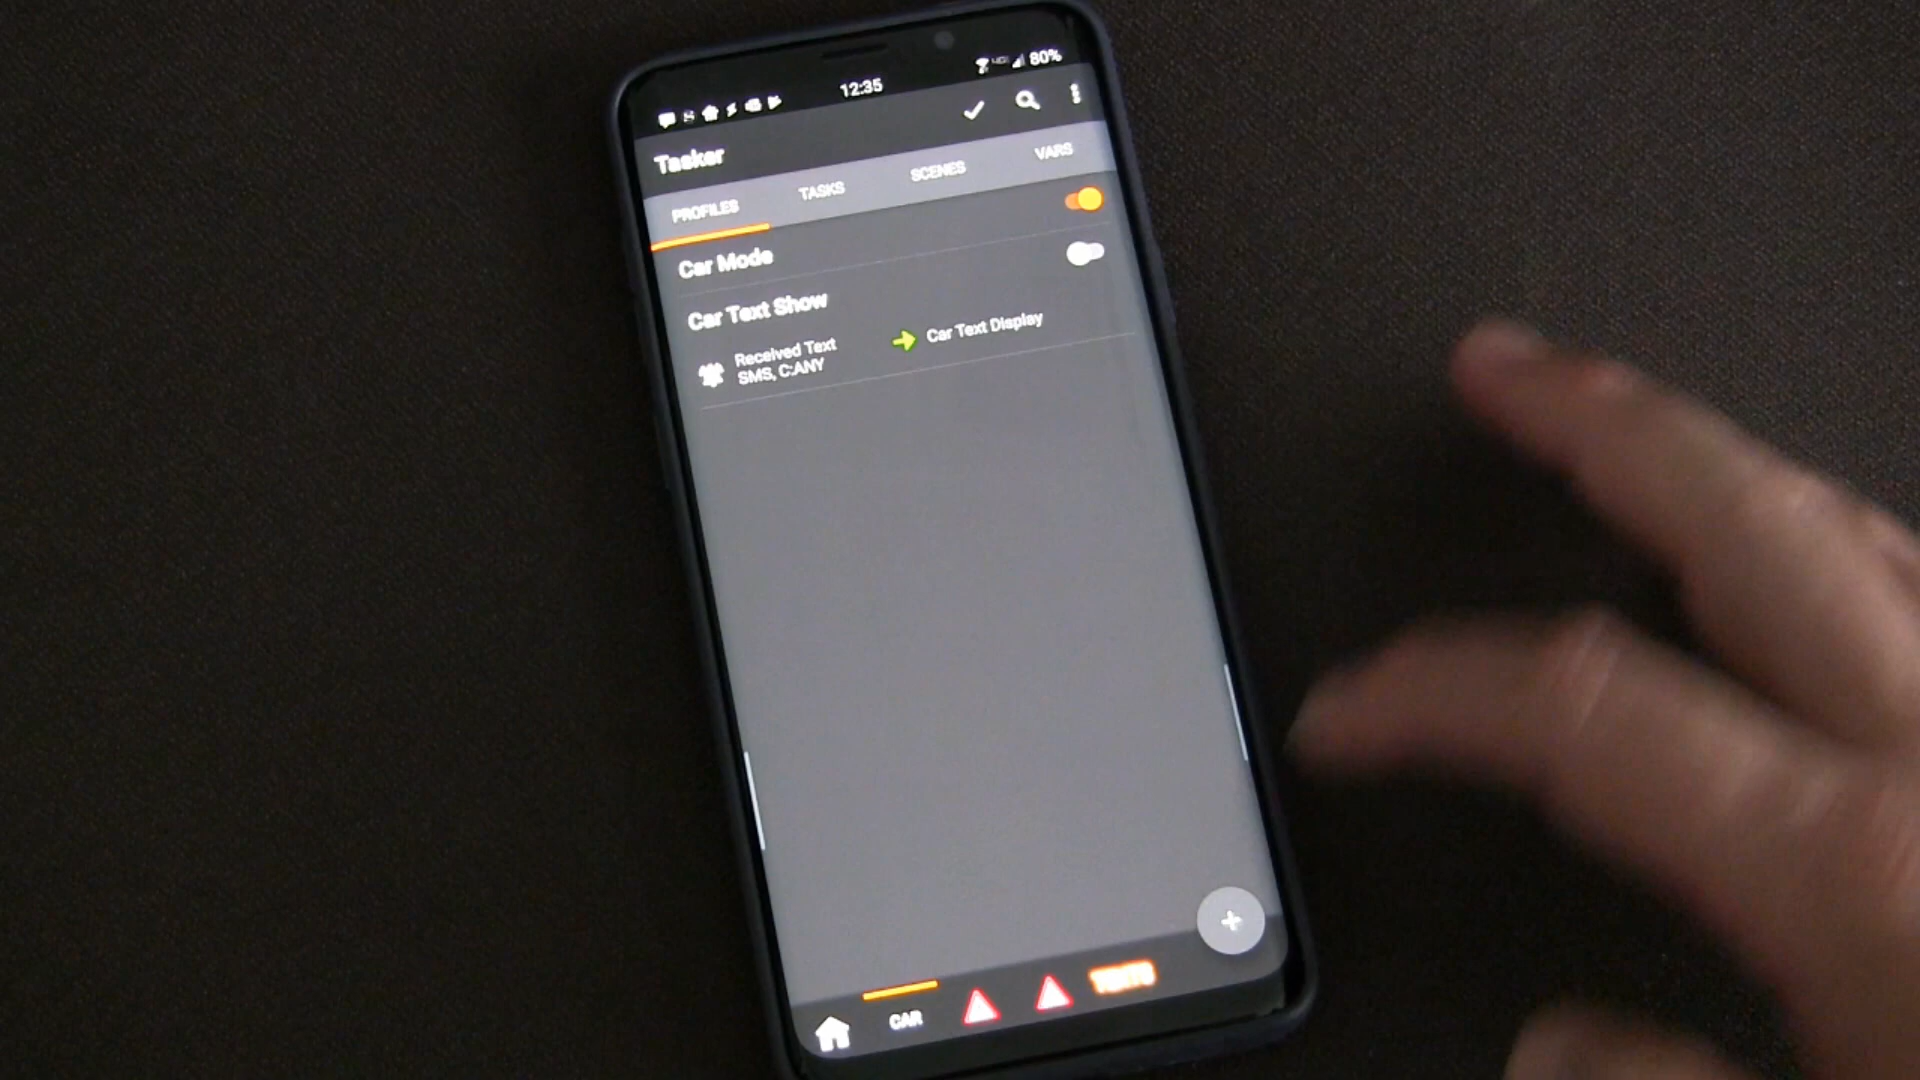 12:35
80%
Tasker
PROFILES TASKS SCENES VARS
Car Mode
Car Text Show
Received Text
SMS, C:ANY
Car Text Display
CAR